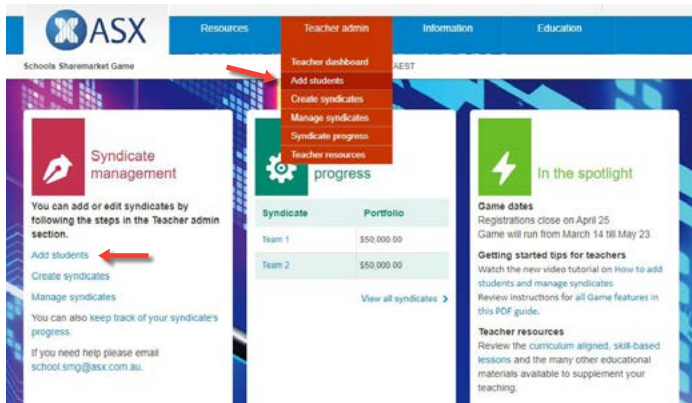 ASX
Resources
Teacher admin
Information
Education
Schools Sharemarket Game
AEST
Teacher dashboard
Add students
Create syndicates
Manage syndicates
Syndicate progress
Teacher resources
Syndicate
management
You can add or edit syndicates by
following the steps in the Teacher admin
section.
Add students
Create syndicates
Manage syndicates
You can also keep track of your syndicate's
progress.
If you need help please email
school.smg@asx.com.au.
progress
Syndicate Portfolio
Team 1 $50,000.00
Team 2 $50,000.00
View all syndicates
In the spotlight
Game dates
Registrations close on April 25
Game will run from March 14 till May 23
Getting started tips for teachers
Watch the new video tutorial on How to add
students and manage syndicates
Review instructions for all Game features in
this PDF guide.
Teacher resources
Review the curriculum aligned, skill-based
lessons and the many other educational
materials available to supplement your
teaching.